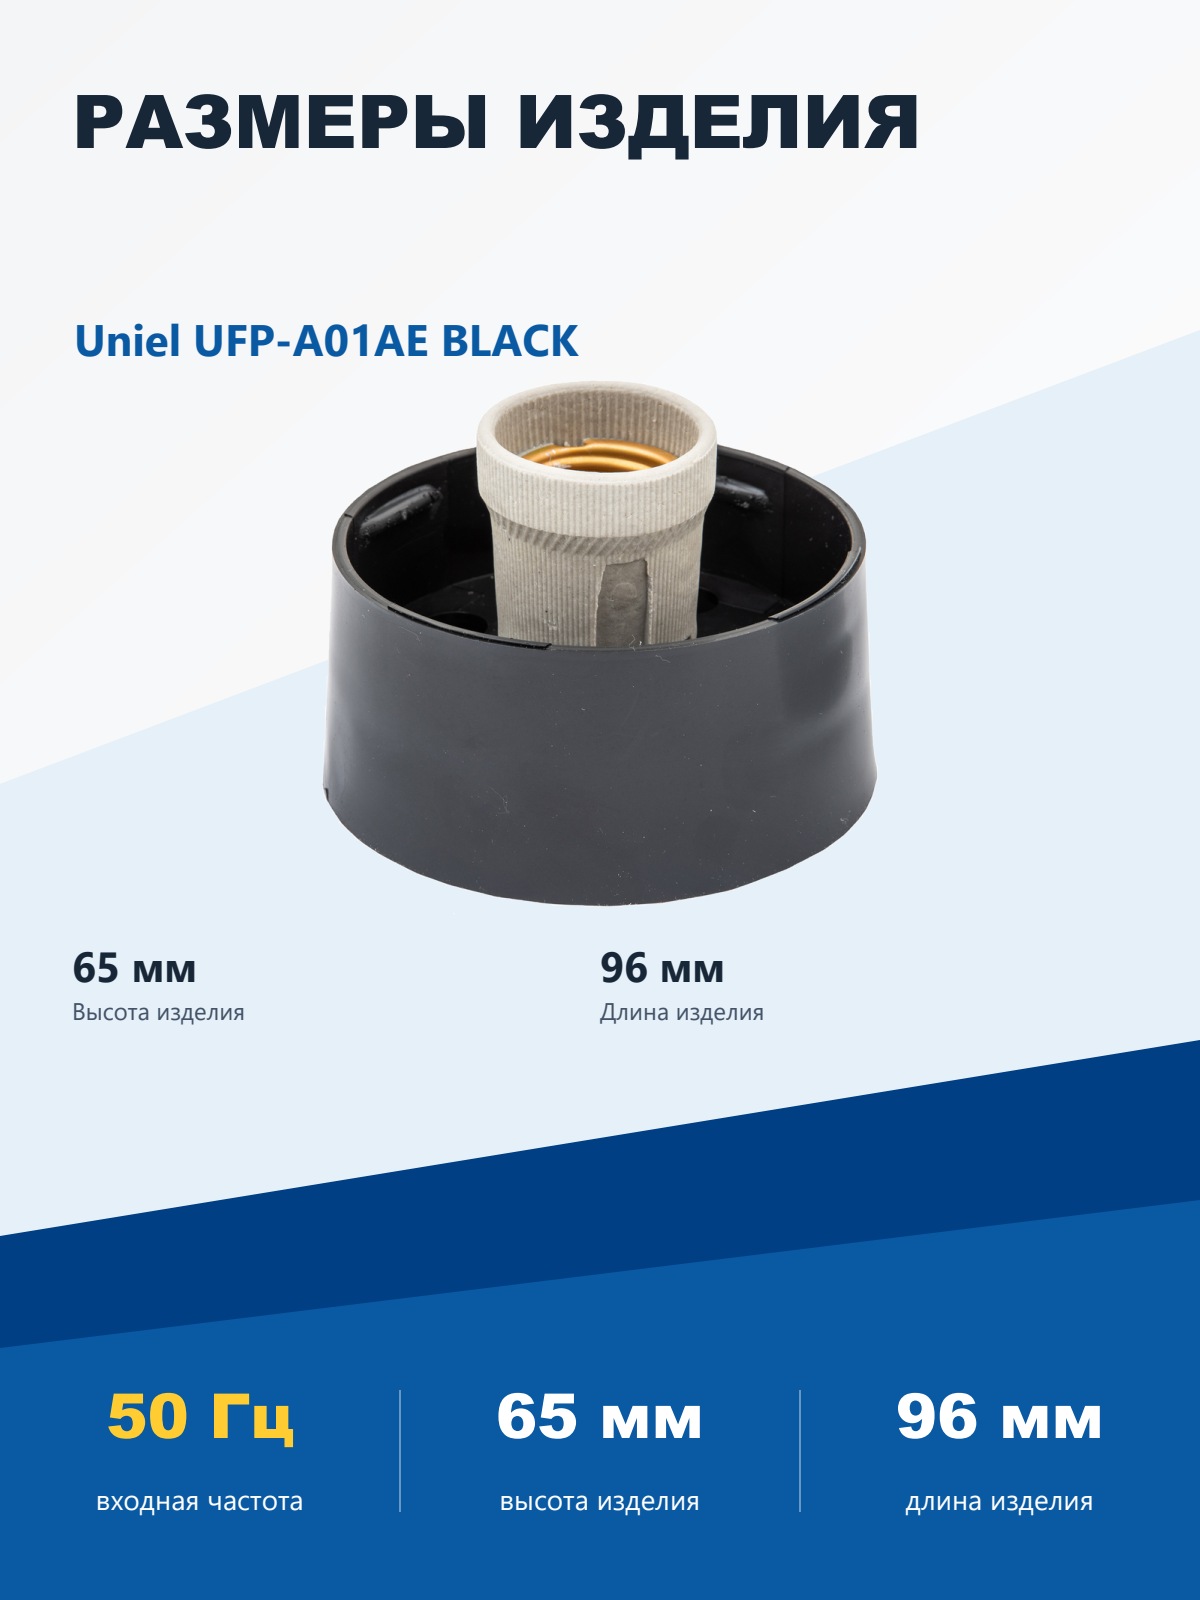 РАЗМЕРЫ ИЗДЕЛИЯ
Uniel UFP-A01AE BLACK
65 мм
Высота изделия
96 мм
Длина изделия
50 Гц
входная частота
65 мм
высота изделия
96 мм
длина изделия